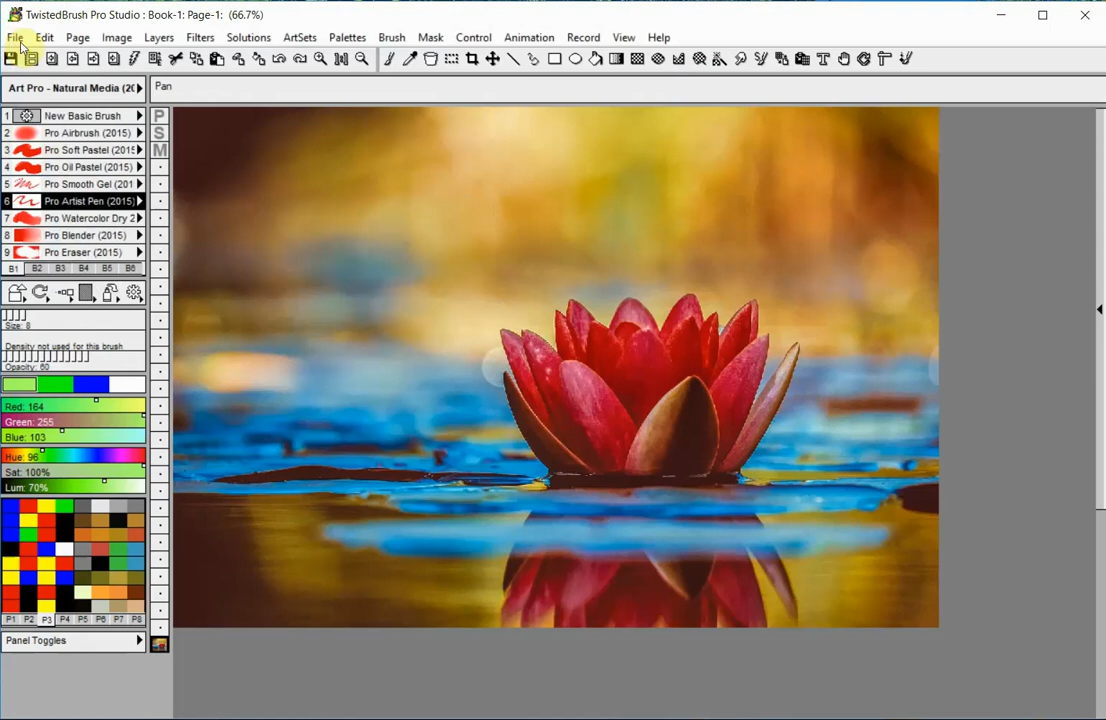 TwistedBrush Pro Studio : Book-1: Page-1: (66.7%)
File Edit Page Image Layers Filters Solutions ArtSets Palettes Brush Mask Control Animation Record View Help
Art Pro - Natural Media (20
Pan
1 New Basic Brush
2 Pro Airbrush (2015)
3 Pro Soft Pastel (2015
4 Pro Oil Pastel (2015)
5 Pro Smooth Gel (201
6 Pro Artist Pen (2015)
7 Pro Watercolor Dry 2
8 Pro Blender (2015)
9 Pro Eraser (2015)
B1 B2 B3 B4 B5 B6
P
S
M
Size: 8
Density not used for this brush
Opacity: 60
Red: 164
Green: 255
Blue: 103
Hue: 96
Sat: 100%
Lum: 70%
P1 P2 P3 P4 P5 P6 P7 P8
Panel Toggles